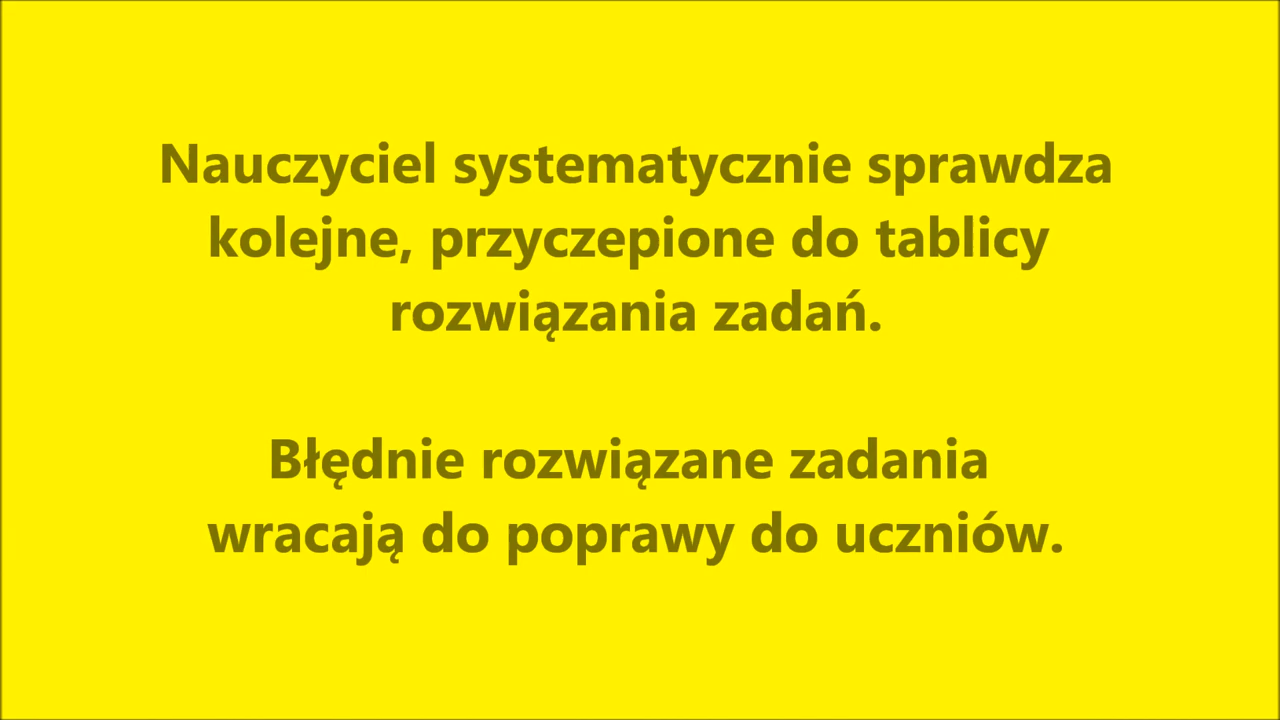 Nauczyciel systematycznie sprawdza
kolejne, przyczepione do tablicy
rozwiązania zadań.
Błędnie rozwiązane zadania
wracają do poprawy do uczniów.